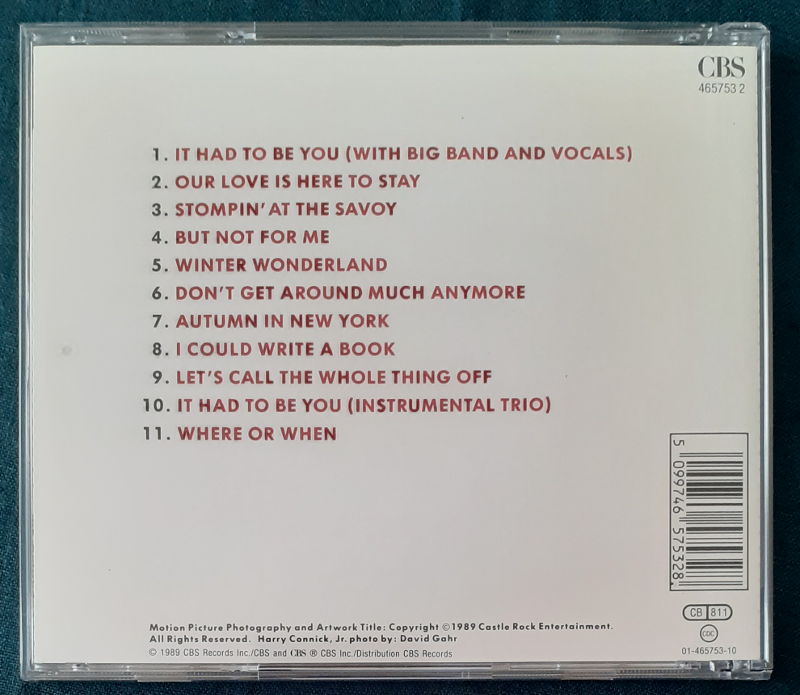 CBS
465753 2
1. IT HAD TO BE YOU (WITH BIG BAND AND VOCALS)
2. OUR LOVE IS HERE TO STAY
3. STOMPIN' AT THE SAVOY
4. BUT NOT FOR ME
5. WINTER WONDERLAND
6. DON'T GET AROUND MUCH ANYMORE
7. AUTUMN IN NEW YORK
8. I COULD WRITE A BOOK
9. LET'S CALL THE WHOLE THING OFF
10. IT HAD TO BE YOU (INSTRUMENTAL TRIO)
11. WHERE OR WHEN
5 099746 575328
Motion Picture Photography and Artwork Title: Copyright ©1989 Castle Rock Entertainment.
All Rights Reserved. Harry Connick, Jr. photo by: David Gahr
© 1989 CBS Records Inc./CBS and CBS ® CBS Inc./Distribution CBS Records
CB 811
CDC
01-465753-10